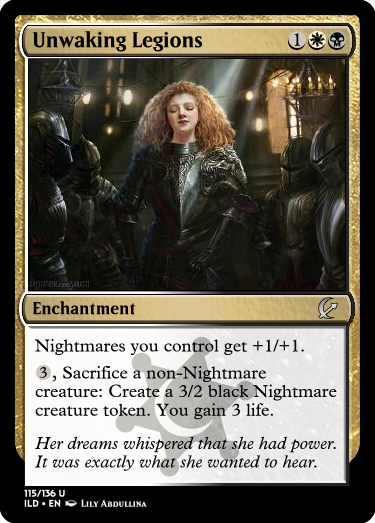 Unwaking Legions 1
Enchantment
Nightmares you control get +1/+1.
3, Sacrifice a non-Nightmare
creature: Create a 3/2 black Nightmare
creature token. You gain 3 life.
Her dreams whispered that she had power.
It was exactly what she wanted to hear.
115/136 U
ILD • EN Lily Abdullina